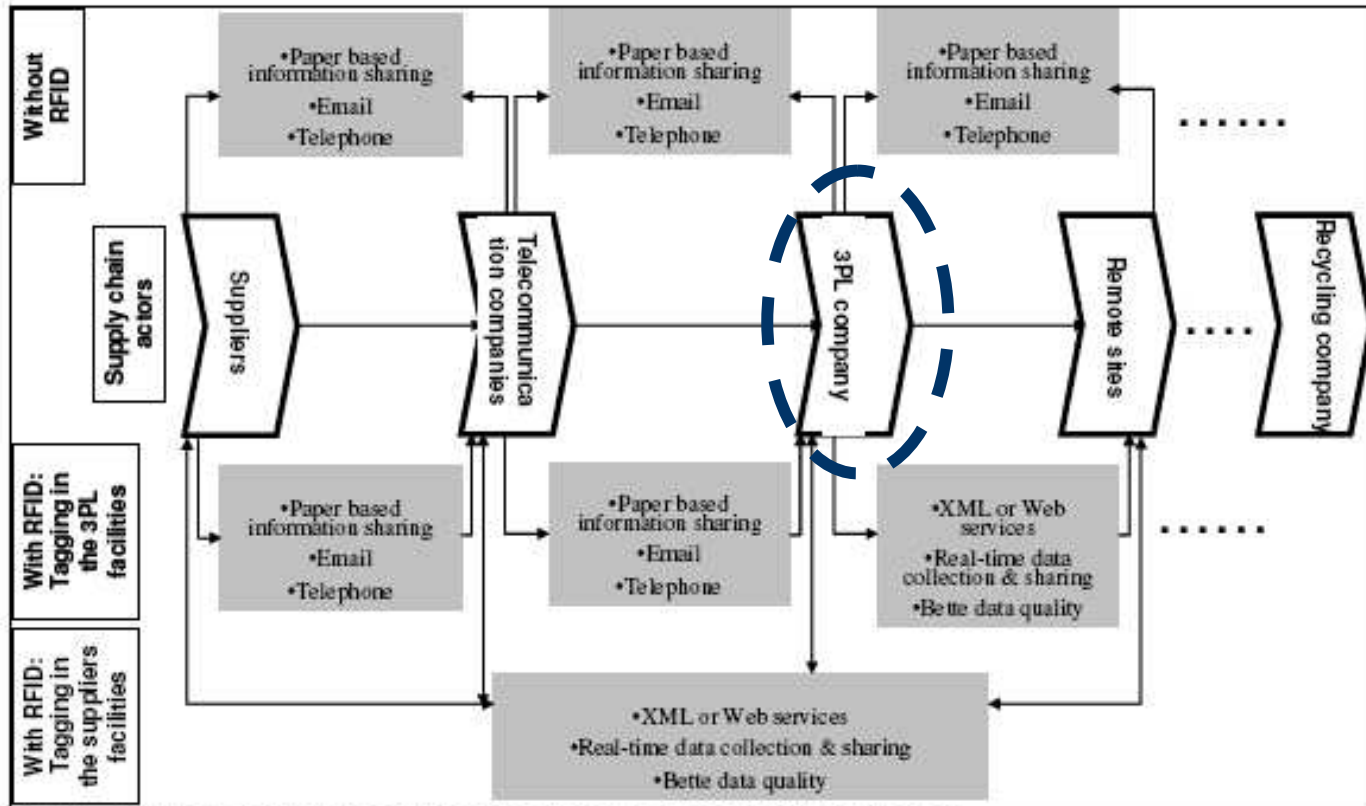 Without
RFID
•Paper based
information sharing
•Email
•Telephone
•Paper based
information sharing
•Email
•Telephone
•Paper based
information sharing
•Email
•Telephone
Supply chain
actors
Suppliers
Telecommunica
tion companies
3PL company
Remote sites
Recycling company
With RFID:
Tagging in
the 3PL
facilities
•Paper based
information sharing
•Email
•Telephone
•Paper based
information sharing
•Email
•Telephone
•XML or Web
services
•Real-time data
collection & sharing
•Bette data quality
With RFID:
Tagging in
the suppliers
facilities
•XML or Web services
•Real-time data collection & sharing
•Bette data quality